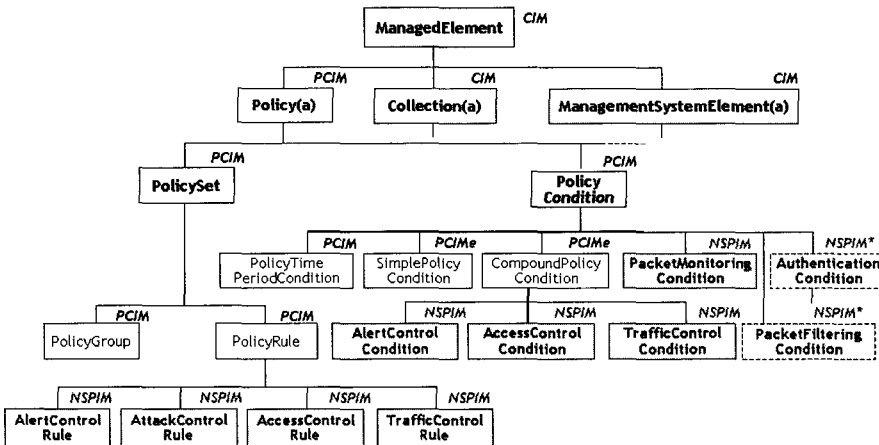 CIM
ManagedElement
PCIM CIM CIM
Policy(a) Collection(a) ManagementSystemElement(a)
PCIM PCIM
PolicySet Policy
Condition
PCIM PCIMe PCIMe NSPIM NSPIM*
PolicyTime SimplePolicy CompoundPolicy PacketMonitoring Authentication
PeriodCondition Condition Condition Condition Condition
PCIM PCIM NSPIM NSPIM NSPIM NSPIM*
PolicyGroup PolicyRule AlertControl AccessControl TrafficControl PacketFiltering
Condition Condition Condition Condition
NSPIM NSPIM NSPIM NSPIM
AlertControl AttackControl AccessControl TrafficControl
Rule Rule Rule Rule